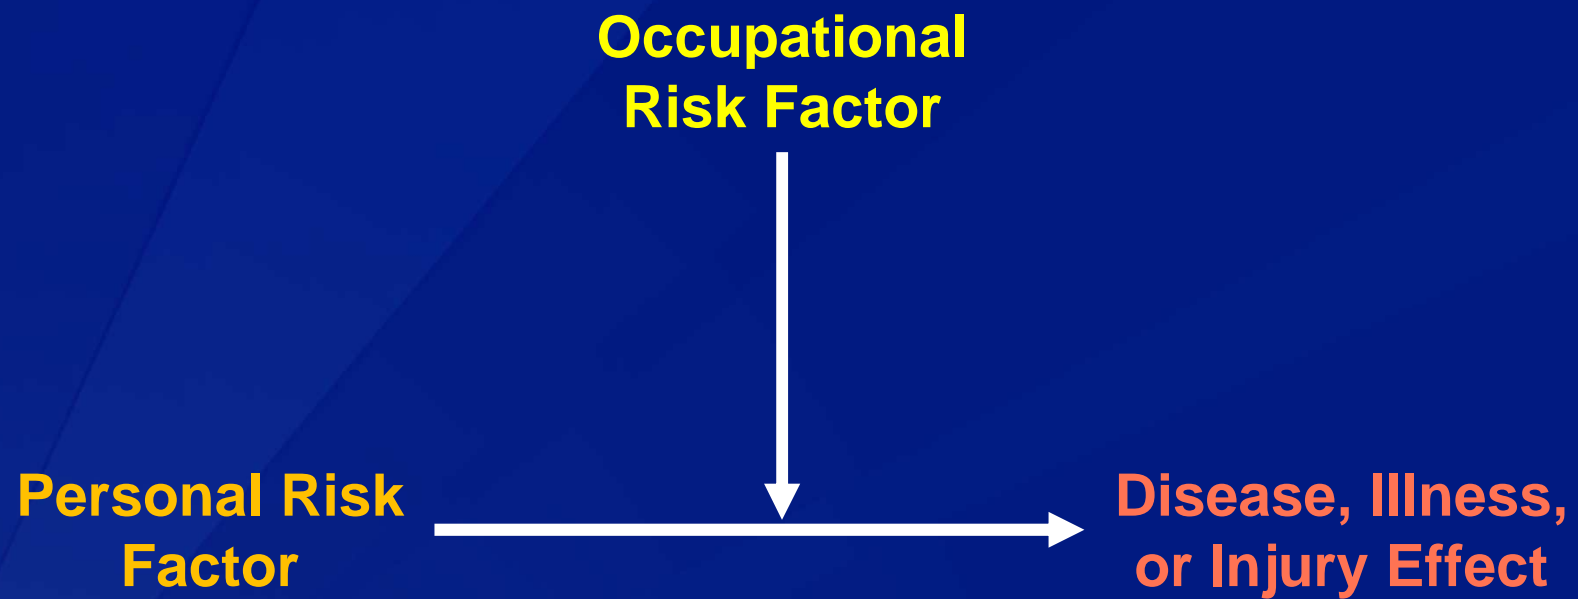 Occupational
Risk Factor
Personal Risk
Factor
Disease, Illness,
or Injury Effect